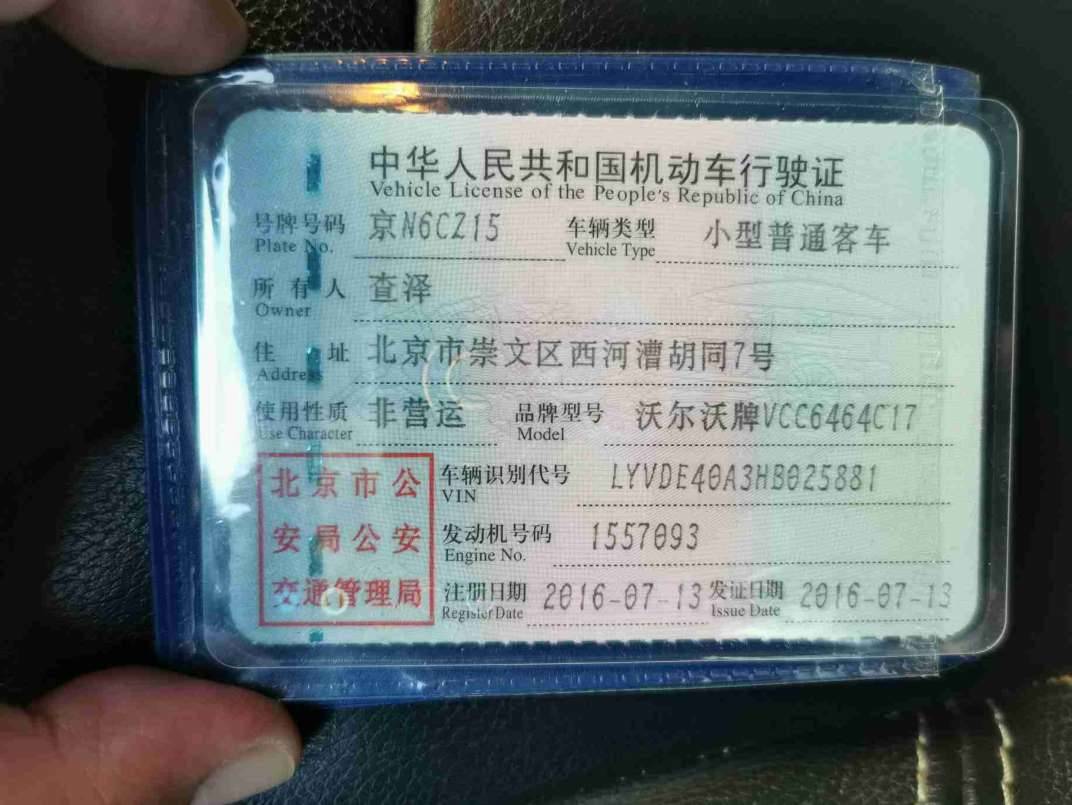 中华人民共和国机动车行驶证
Vehicle License of the People's Republic of China
号牌号码 京N6CZ15 车辆类型 小型普通客车
Plate No. Vehicle Type
所有人 查泽
Owner
住址 北京市崇文区西河漕胡同7号
Address
使用性质 非营运 品牌型号 沃尔沃牌VCC6464C17
Use Character Model
北京市公 车辆识别代号 LYVDE40A3HB025881
VIN
安局公安 发动机号码 1557093
Engine No.
交通管理局 注册日期 2016-07-13 发证日期 2016-07-13
Register Date Issue Date